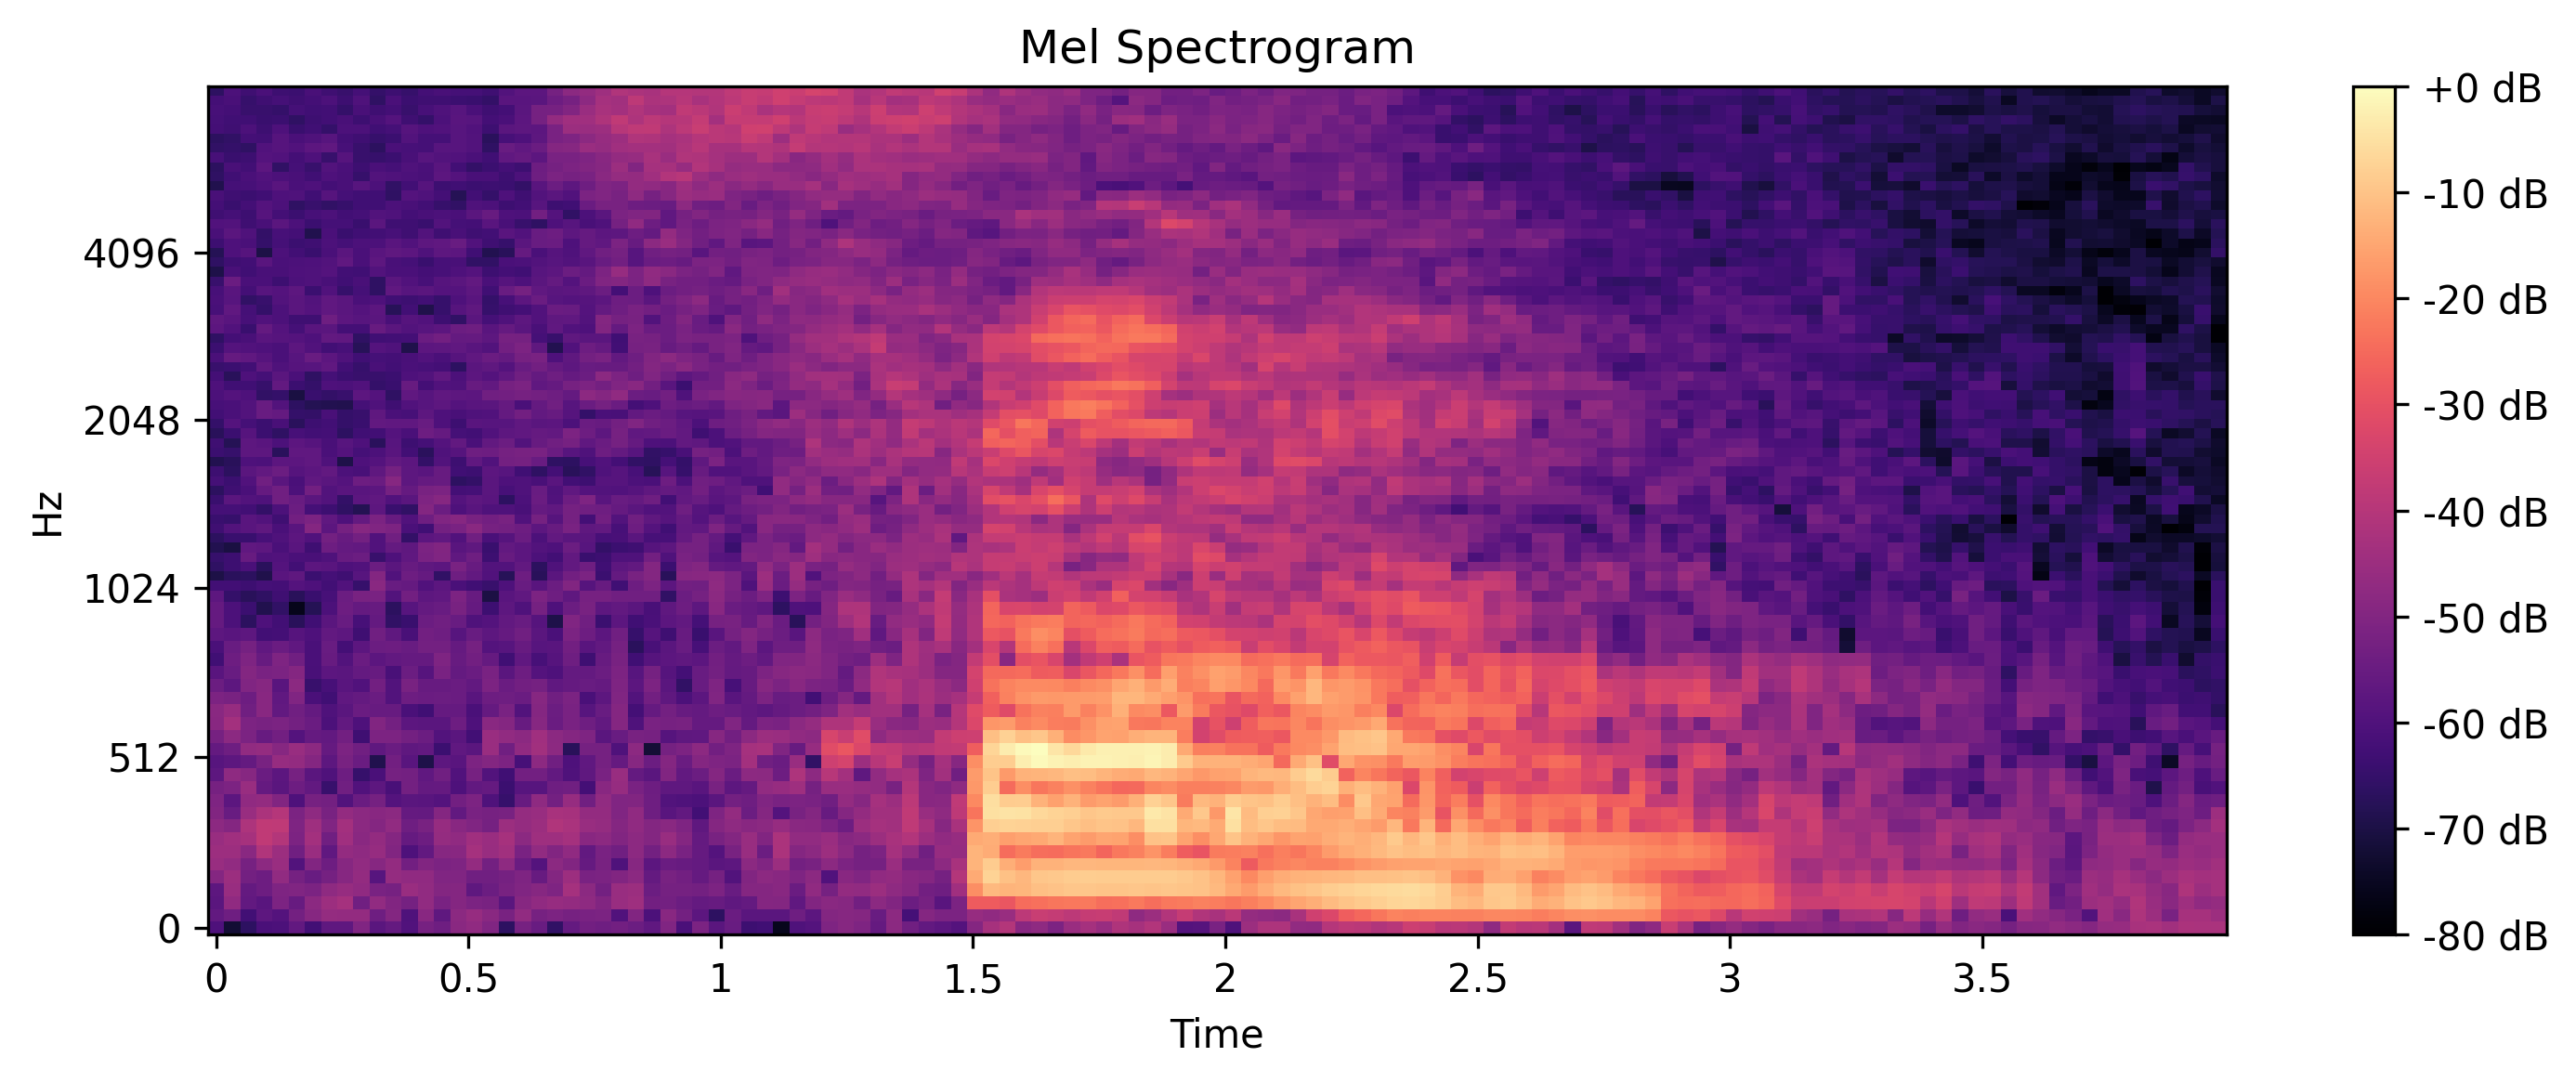 Mel Spectrogram
Hz
4096
2048
1024
512
0
0 0.5 1 1.5 2 2.5 3 3.5
Time
+0 dB
-10 dB
-20 dB
-30 dB
-40 dB
-50 dB
-60 dB
-70 dB
-80 dB